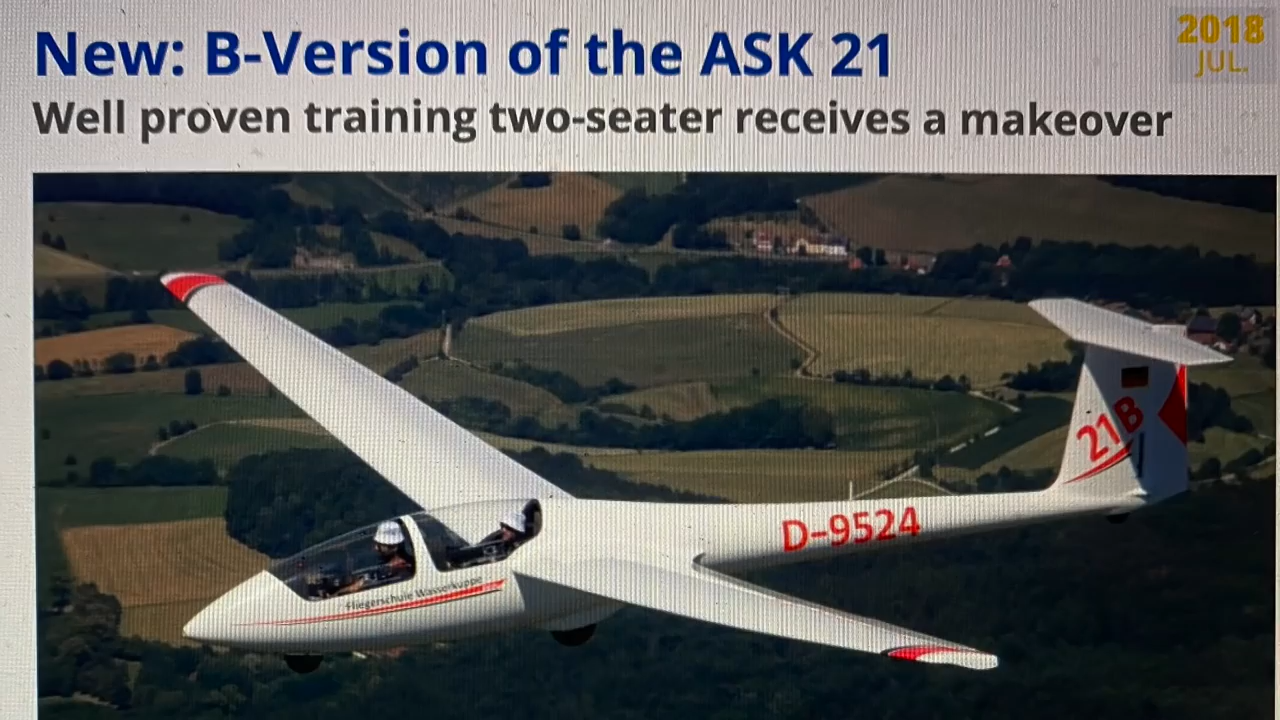 New: B-Version of the ASK 21
2018
JUL.
Well proven training two-seater receives a makeover
21B
D-9524
Fliegerschule Wasserkuppe